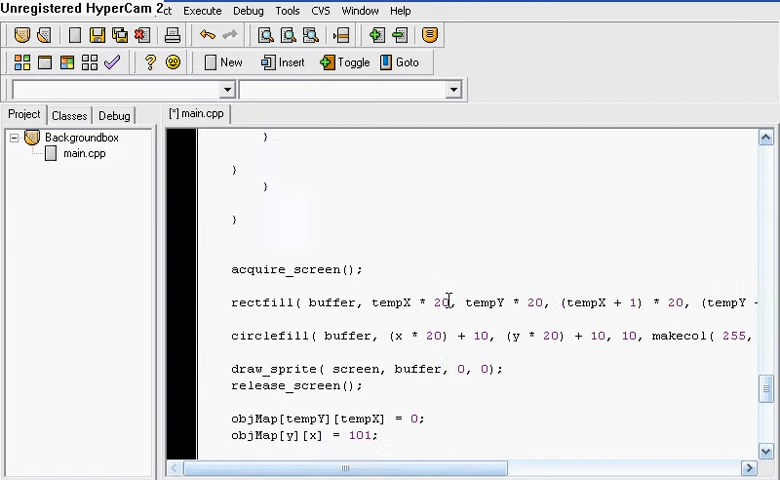 Unregistered HyperCam 2
ct Execute Debug Tools CVS Window Help
New Insert Toggle Goto
Project Classes Debug [*] main.cpp
Backgroundbox
main.cpp
}
}
}
)
acquire_screen();
rectfill( buffer, tempX * 20, tempY * 20, (tempX + 1) * 20, (tempY -
circlefill( buffer, (x * 20) + 10, (y * 20) + 10, 10, makecol( 255,
draw_sprite( screen, buffer, 0, 0);
release_screen();
objMap[tempY][tempX] = 0;
objMap[y][x] = 101;